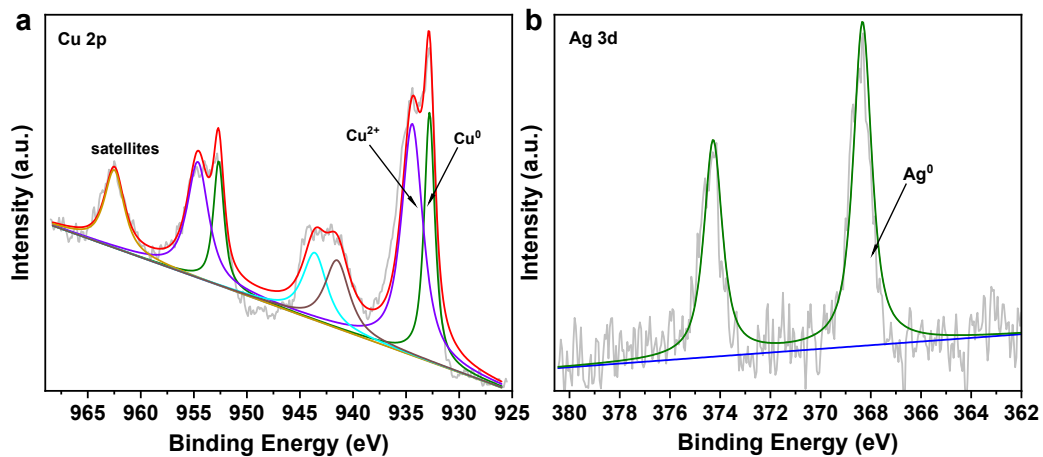 a
Cu 2p
satellites
Cu²⁺
Cu⁰
Intensity (a.u.)
965 960 955 950 945 940 935 930 925
Binding Energy (eV)
b
Ag 3d
Ag⁰
Intensity (a.u.)
380 378 376 374 372 370 368 366 364 362
Binding Energy (eV)